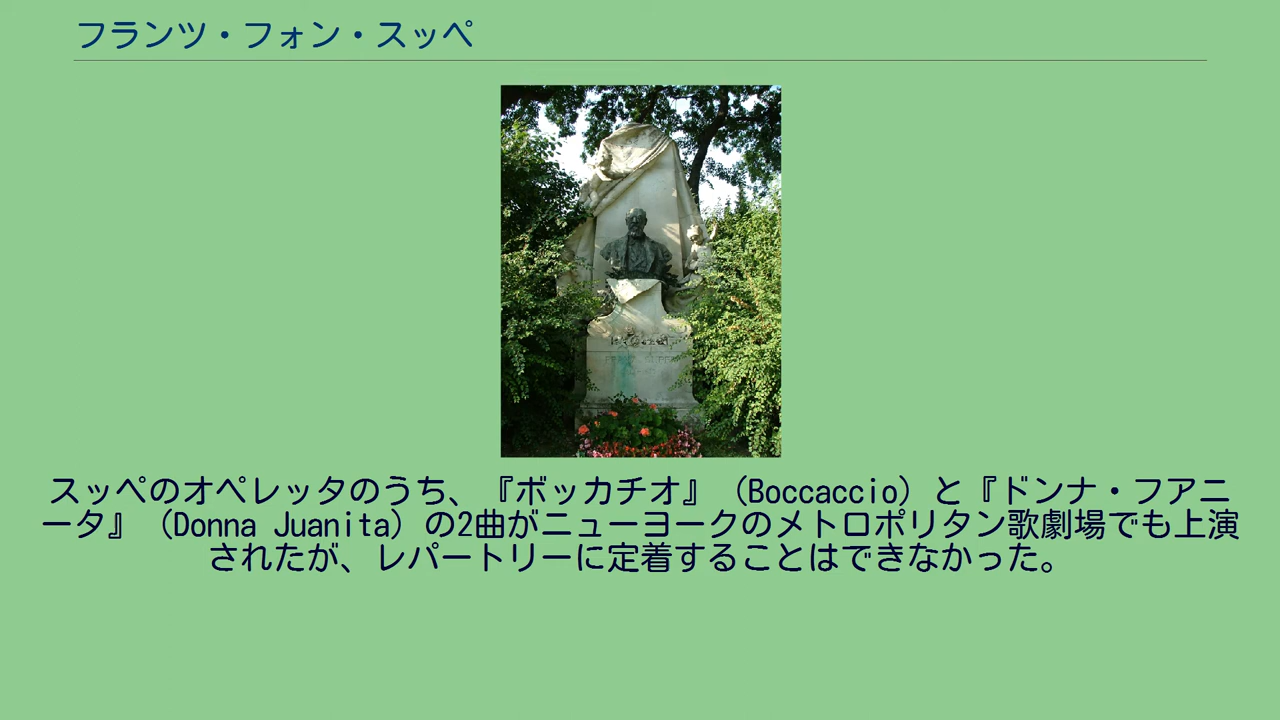 フランツ・フォン・スッペ
スッペのオペレッタのうち、『ボッカチオ』（Boccaccio）と『ドンナ・フアニ
ータ』（Donna Juanita）の2曲がニューヨークのメトロポリタン歌劇場でも上演
されたが、レパートリーに定着することはできなかった。